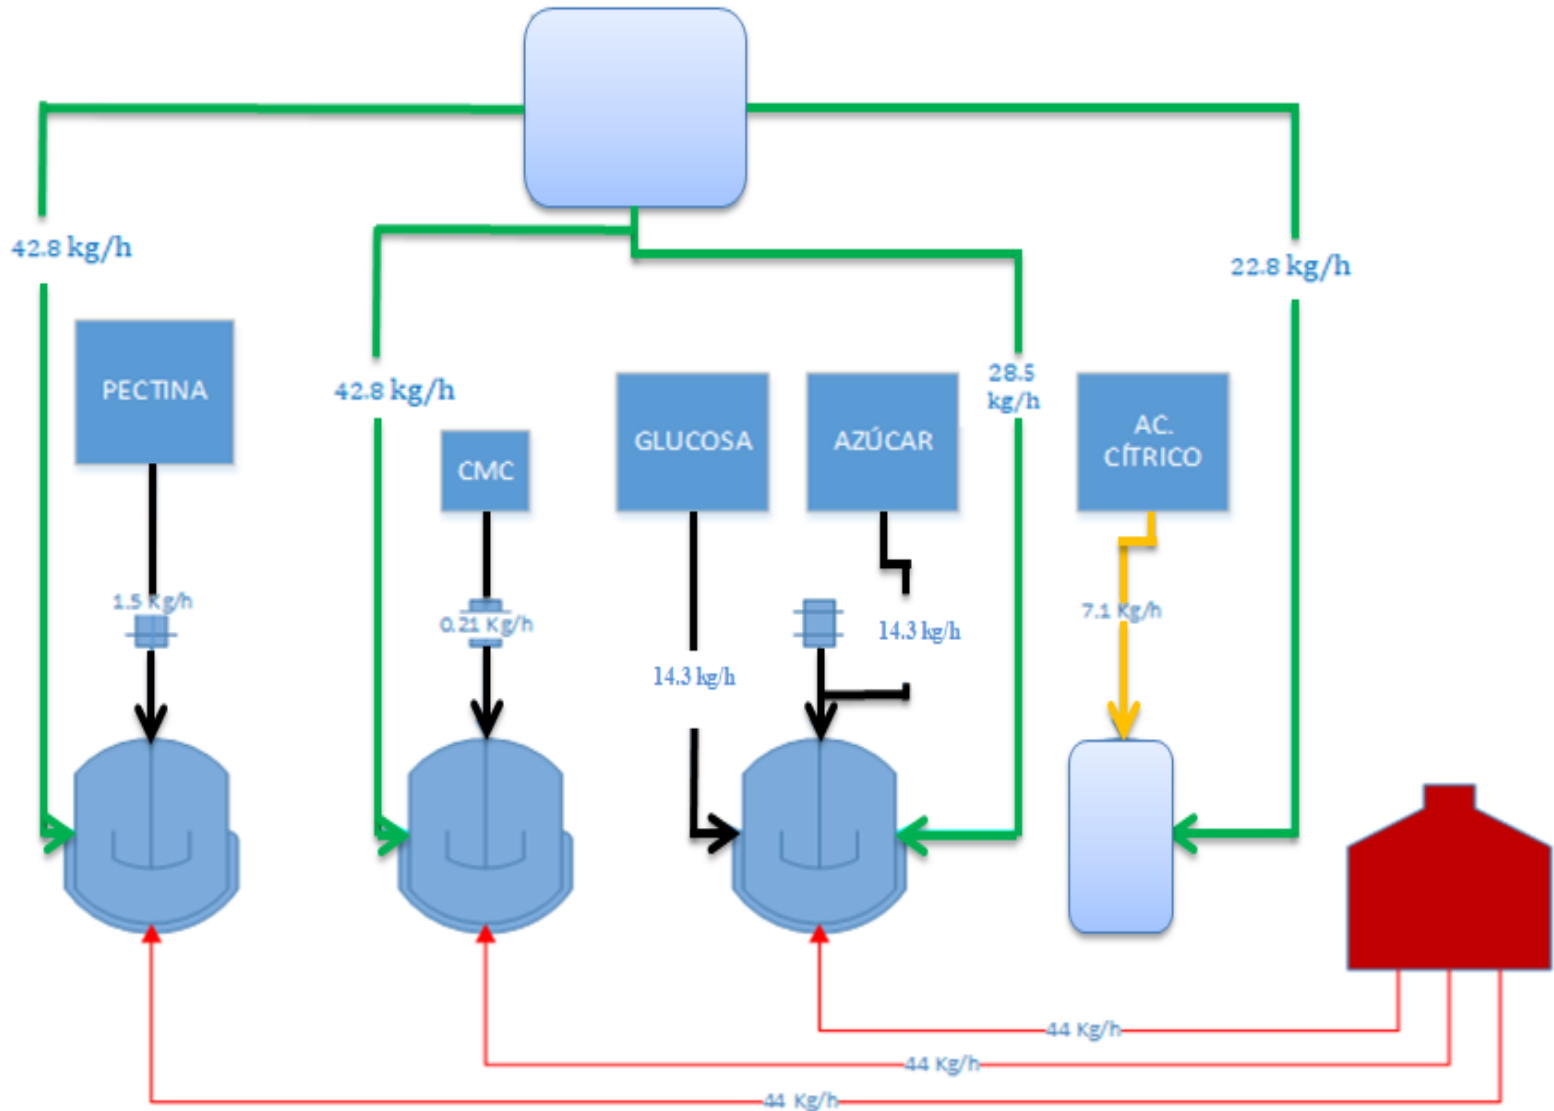 42.8 kg/h
22.8 kg/h
PECTINA
42.8 kg/h
28.5
kg/h
GLUCOSA
AZÚCAR
AC.
CÍTRICO
CMC
1.5 Kg/h
0.21 Kg/h
14.3 kg/h
7.1 Kg/h
14.3 kg/h
44 Kg/h
44 Kg/h
44 Kg/h